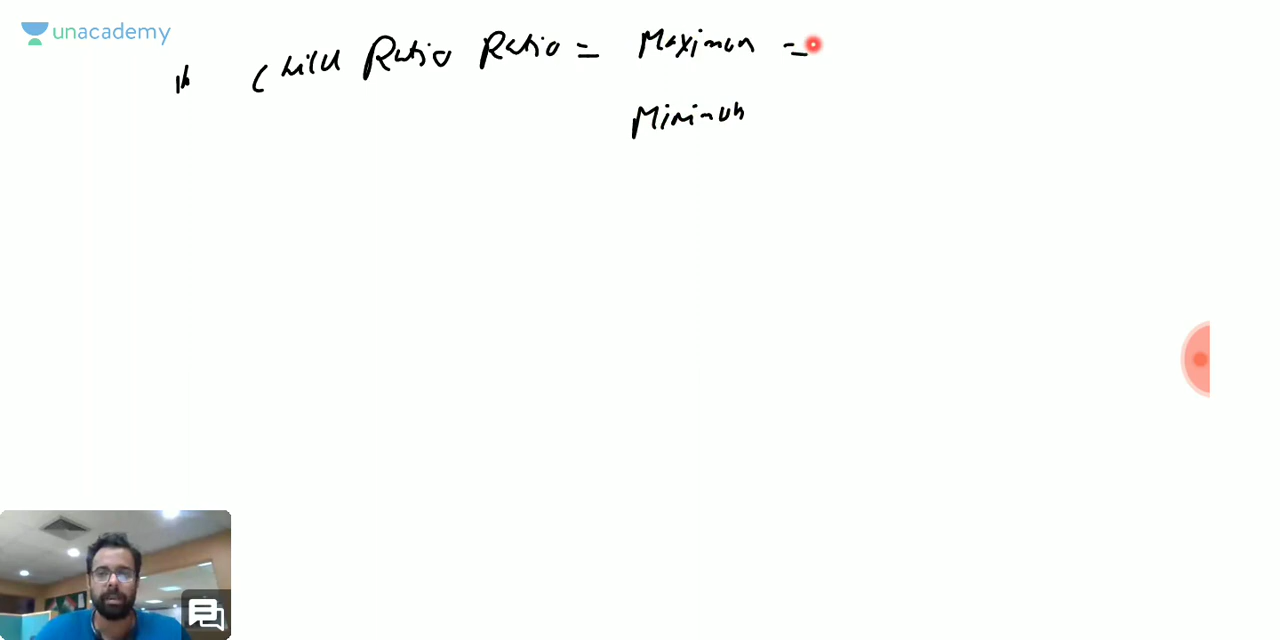 unacademy
Child Ratio Ratio = Maximum =
Minimum